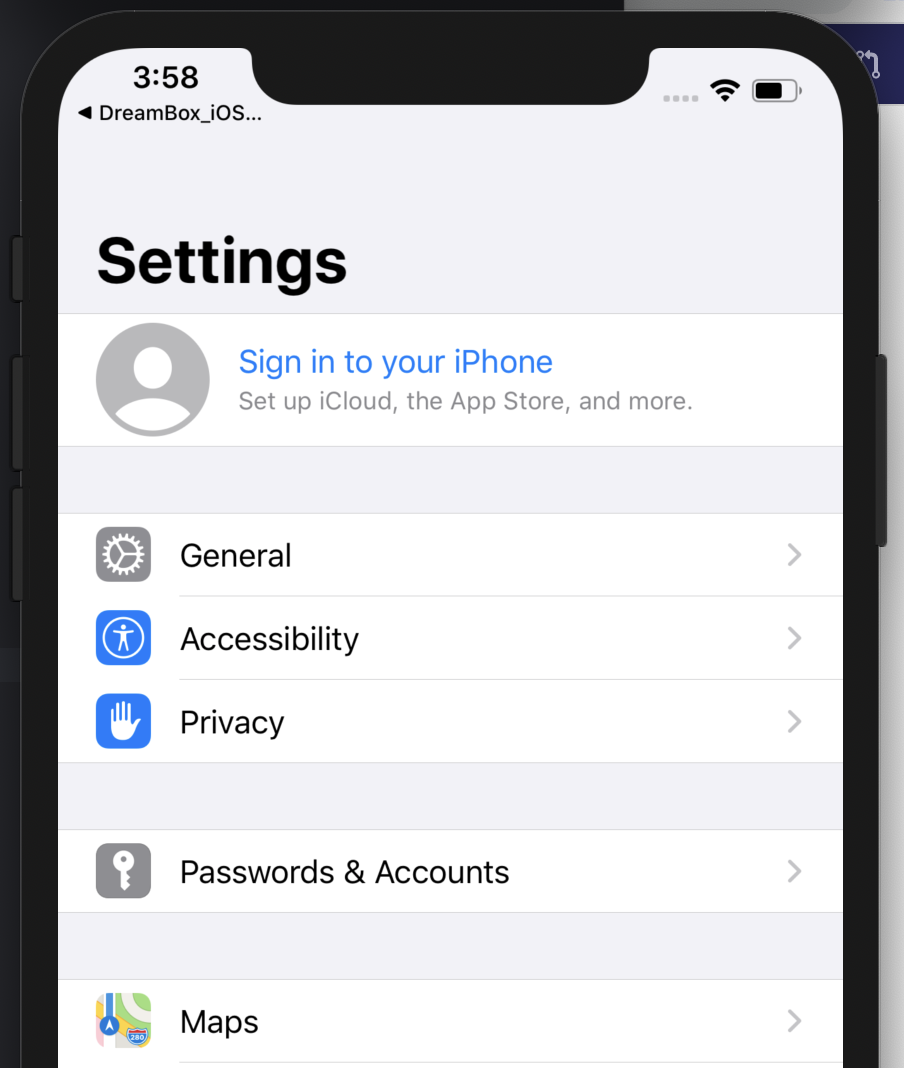 3:58
◀ DreamBox_iOS...
Settings
Sign in to your iPhone
Set up iCloud, the App Store, and more.
General
Accessibility
Privacy
Passwords & Accounts
Maps
280